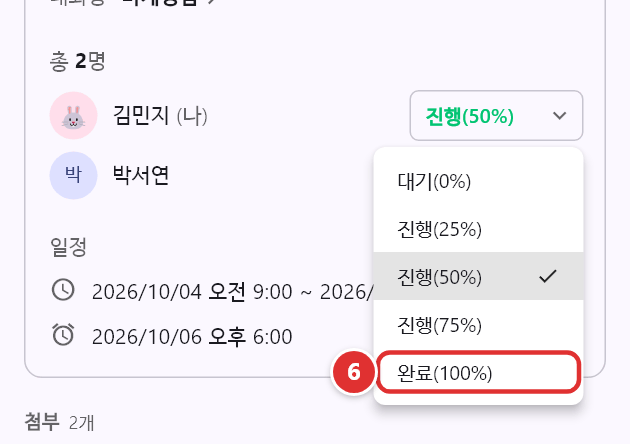 총 2명
김민지 (나)
진행(50%)
박
박서연
대기(0%)
진행(25%)
진행(50%)
진행(75%)
6
완료(100%)
일정
2026/10/04 오전 9:00 ~ 2026/
2026/10/06 오후 6:00
첨부 2개